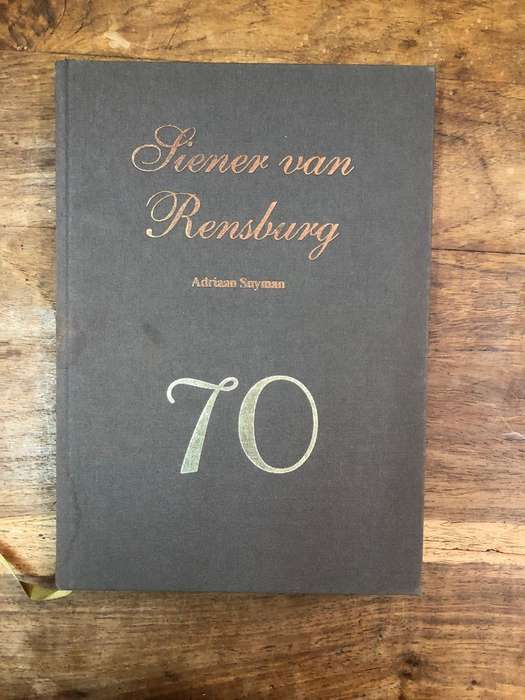 Siener van
Rensburg
Adriaan Snyman
70